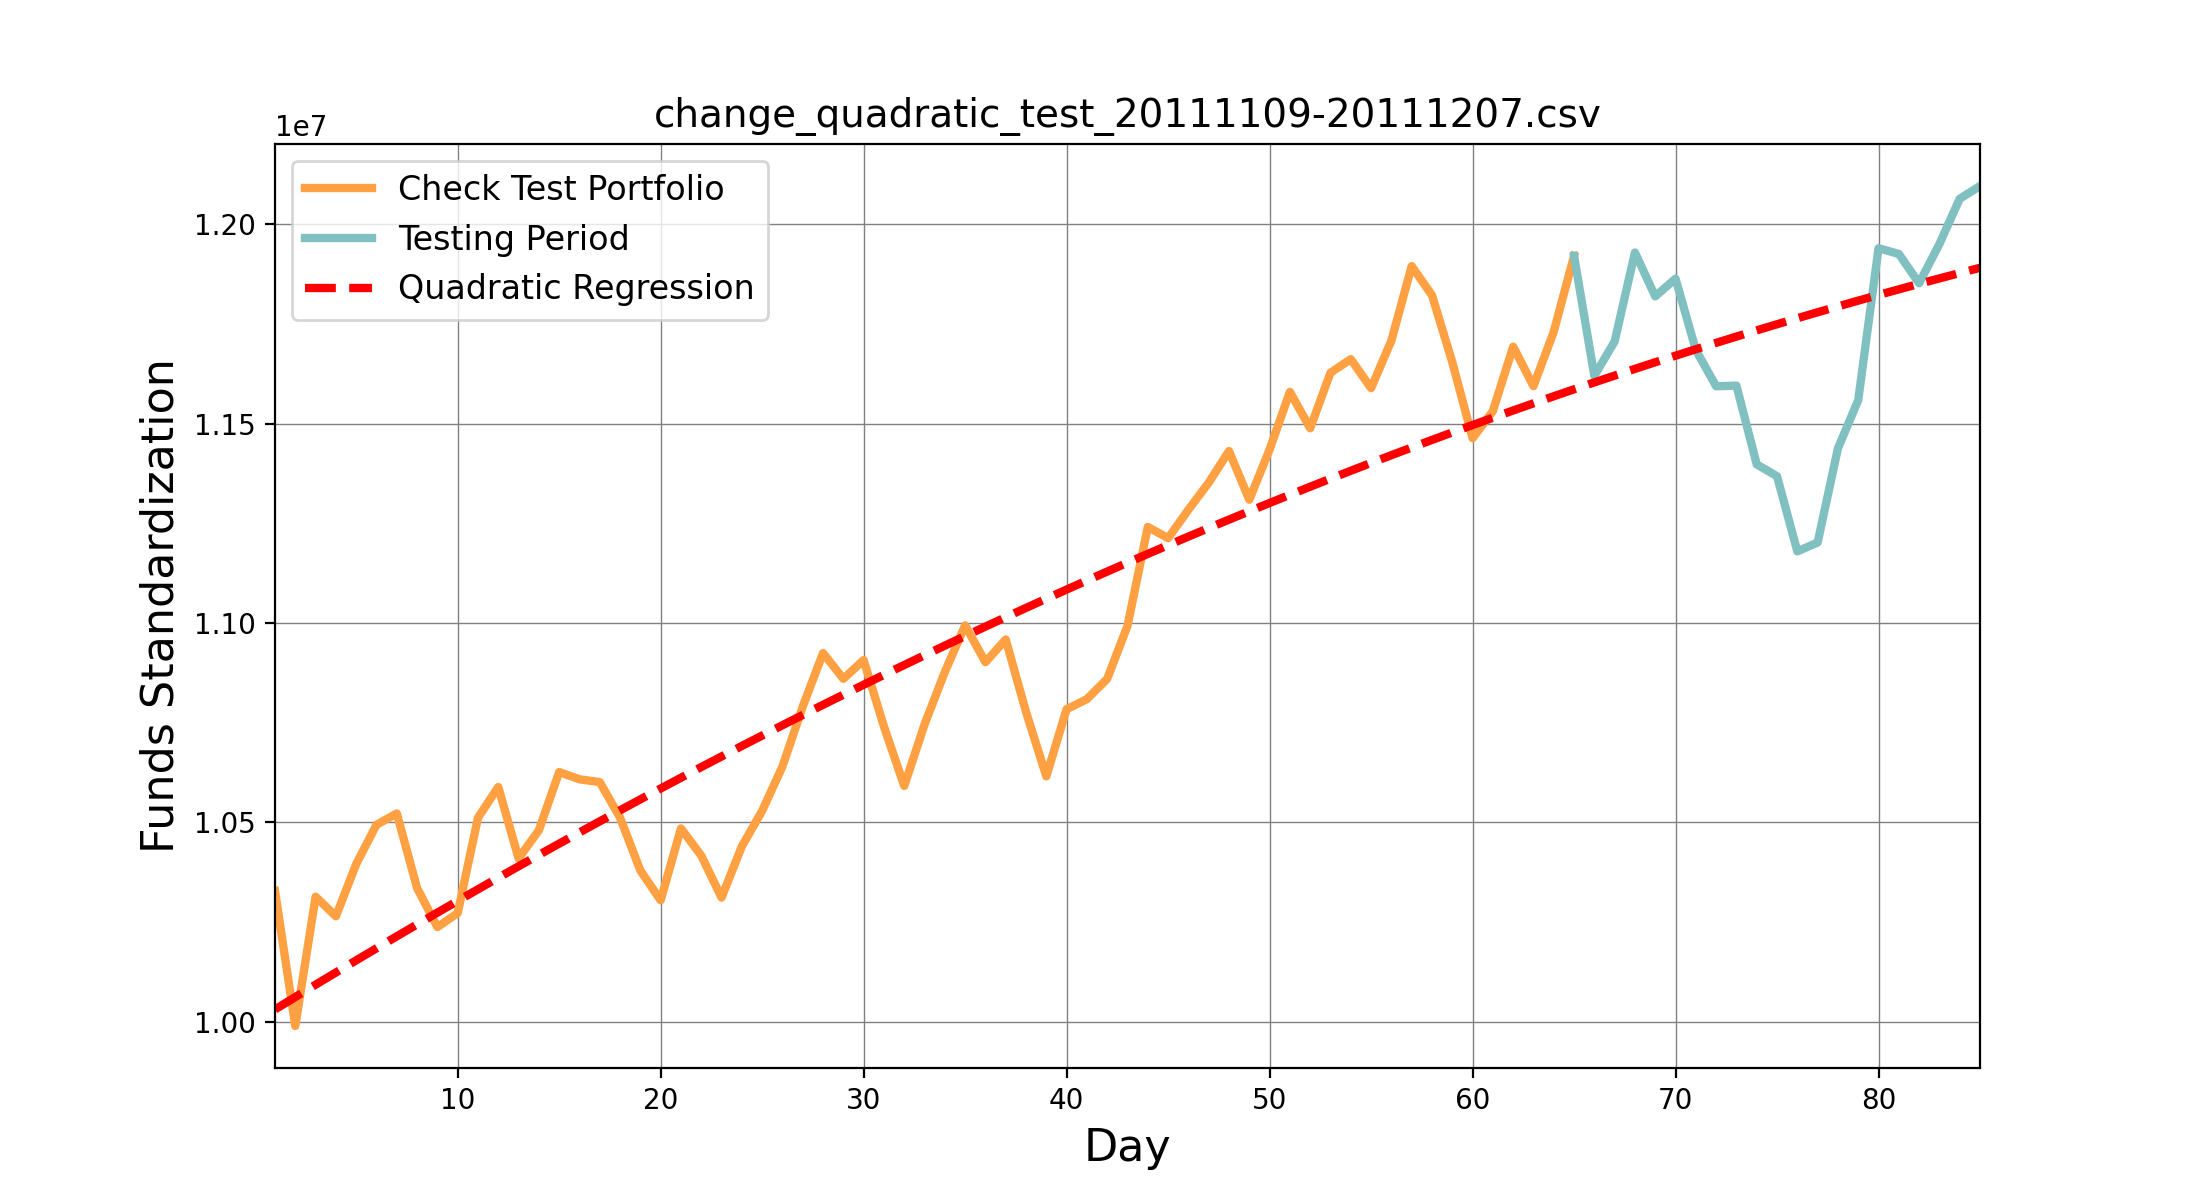 change_quadratic_test_20111109-20111207.csv
1e7
Check Test Portfolio
Testing Period
Quadratic Regression
1.20
1.15
1.10
1.05
1.00
Funds Standardization
10 20 30 40 50 60 70 80
Day